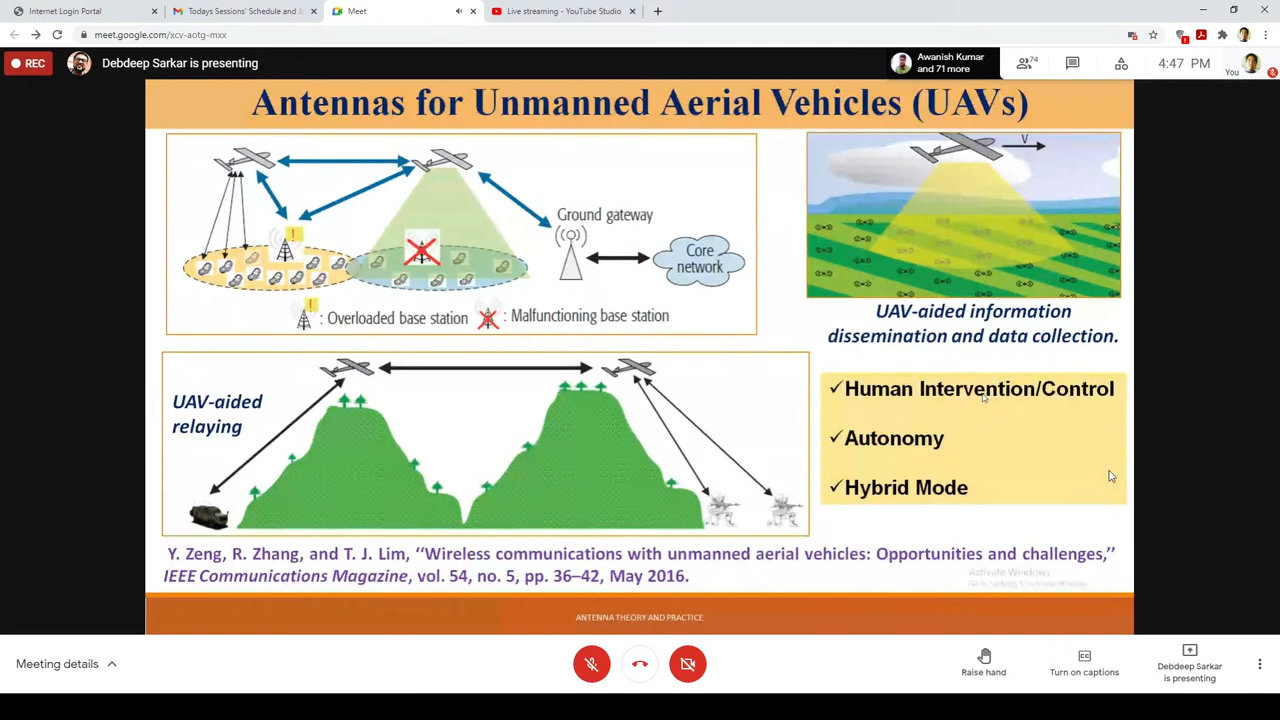 Internet Login Portal
Todays Sessions' Schedule and Jo
Meet
Live streaming - YouTube Studio
meet.google.com/xcv-aotg-mxx
REC
Debdeep Sarkar is presenting
Awanish Kumar
and 71 more
74
4:47 PM
You
Antennas for Unmanned Aerial Vehicles (UAVs)
V
Ground gateway
Core
network
! : Overloaded base station
: Malfunctioning base station
UAV-aided information
dissemination and data collection.
UAV-aided
relaying
✓Human Intervention/Control
✓Autonomy
✓Hybrid Mode
Y. Zeng, R. Zhang, and T. J. Lim, ‘‘Wireless communications with unmanned aerial vehicles: Opportunities and challenges,’’
IEEE Communications Magazine, vol. 54, no. 5, pp. 36–42, May 2016.
Activate Windows
ANTENNA THEORY AND PRACTICE
Meeting details
Raise hand
Turn on captions
Debdeep Sarkar
is presenting